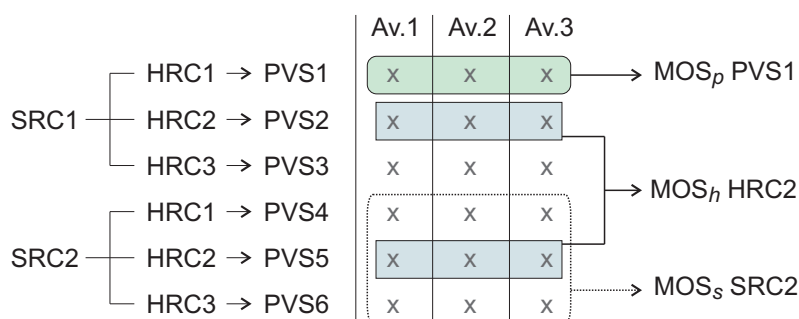 Av.1 Av.2 Av.3
HRC1 → PVS1 x x x MOSp PVS1
SRC1 HRC2 → PVS2 x x x
HRC3 → PVS3 x x x
MOSh HRC2
HRC1 → PVS4 x x x
SRC2 HRC2 → PVS5 x x x
MOSs SRC2
HRC3 → PVS6 x x x